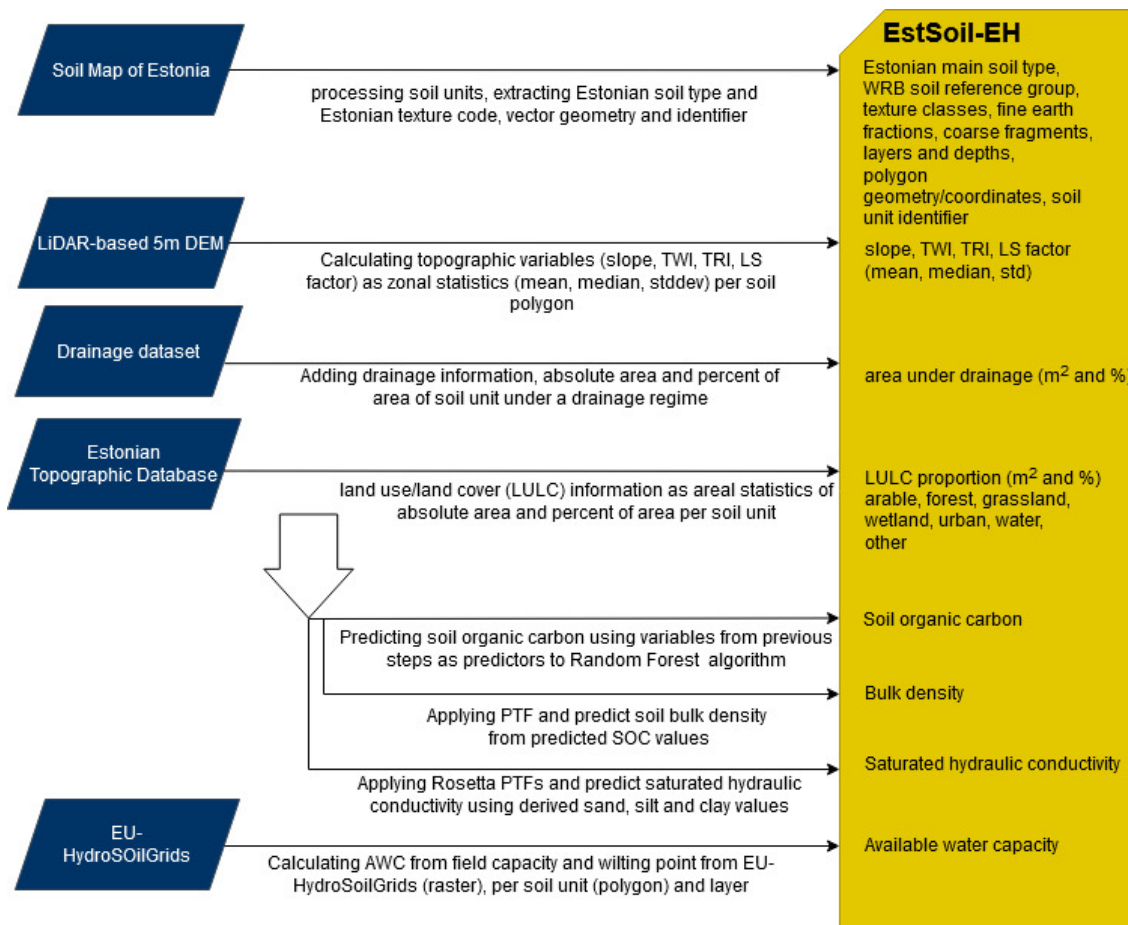 EstSoil-EH
Soil Map of Estonia
processing soil units, extracting Estonian soil type and
Estonian texture code, vector geometry and identifier
Estonian main soil type,
WRB soil reference group,
texture classes, fine earth
fractions, coarse fragments,
layers and depths,
polygon
geometry/coordinates, soil
unit identifier
LiDAR-based 5m DEM
Calculating topographic variables (slope, TWI, TRI, LS
factor) as zonal statistics (mean, median, stddev) per soil
polygon
slope, TWI, TRI, LS factor
(mean, median, std)
Drainage dataset
Adding drainage information, absolute area and percent of
area of soil unit under a drainage regime
area under drainage (m² and %)
Estonian
Topographic Database
land use/land cover (LULC) information as areal statistics of
absolute area and percent of area per soil unit
LULC proportion (m² and %)
arable, forest, grassland,
wetland, urban, water,
other
Predicting soil organic carbon using variables from previous
steps as predictors to Random Forest algorithm
Soil organic carbon
Applying PTF and predict soil bulk density
from predicted SOC values
Bulk density
Applying Rosetta PTFs and predict saturated hydraulic
conductivity using derived sand, silt and clay values
Saturated hydraulic conductivity
EU-
HydroSOilGrids
Calculating AWC from field capacity and wilting point from EU-
HydroSoilGrids (raster), per soil unit (polygon) and layer
Available water capacity